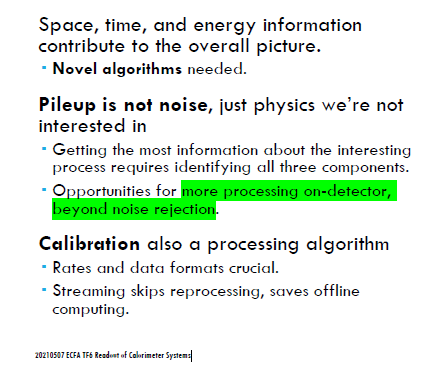 Space, time, and energy information
contribute to the overall picture.
- Novel algorithms needed.
Pileup is not noise, just physics we're not
interested in
- Getting the most information about the interesting
process requires identifying all three components.
- Opportunities for more processing on-detector,
beyond noise rejection.
Calibration also a processing algorithm
- Rates and data formats crucial.
- Streaming skips reprocessing, saves offline
computing.
20210507 ECFA TF6 Readout of Calorimeter Systems